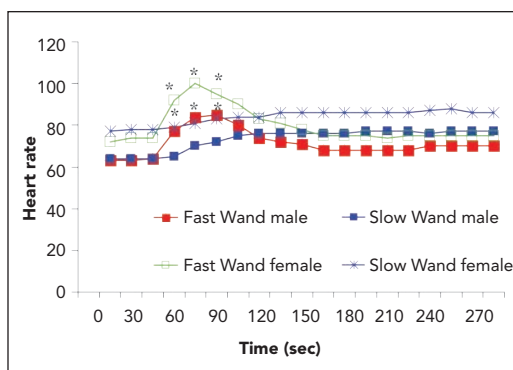 120
100
80
60
40
20
0
Heart rate
* * *
* * *
Fast Wand male Slow Wand male
Fast Wand female Slow Wand female
0 30 60 90 120 150 180 210 240 270
Time (sec)